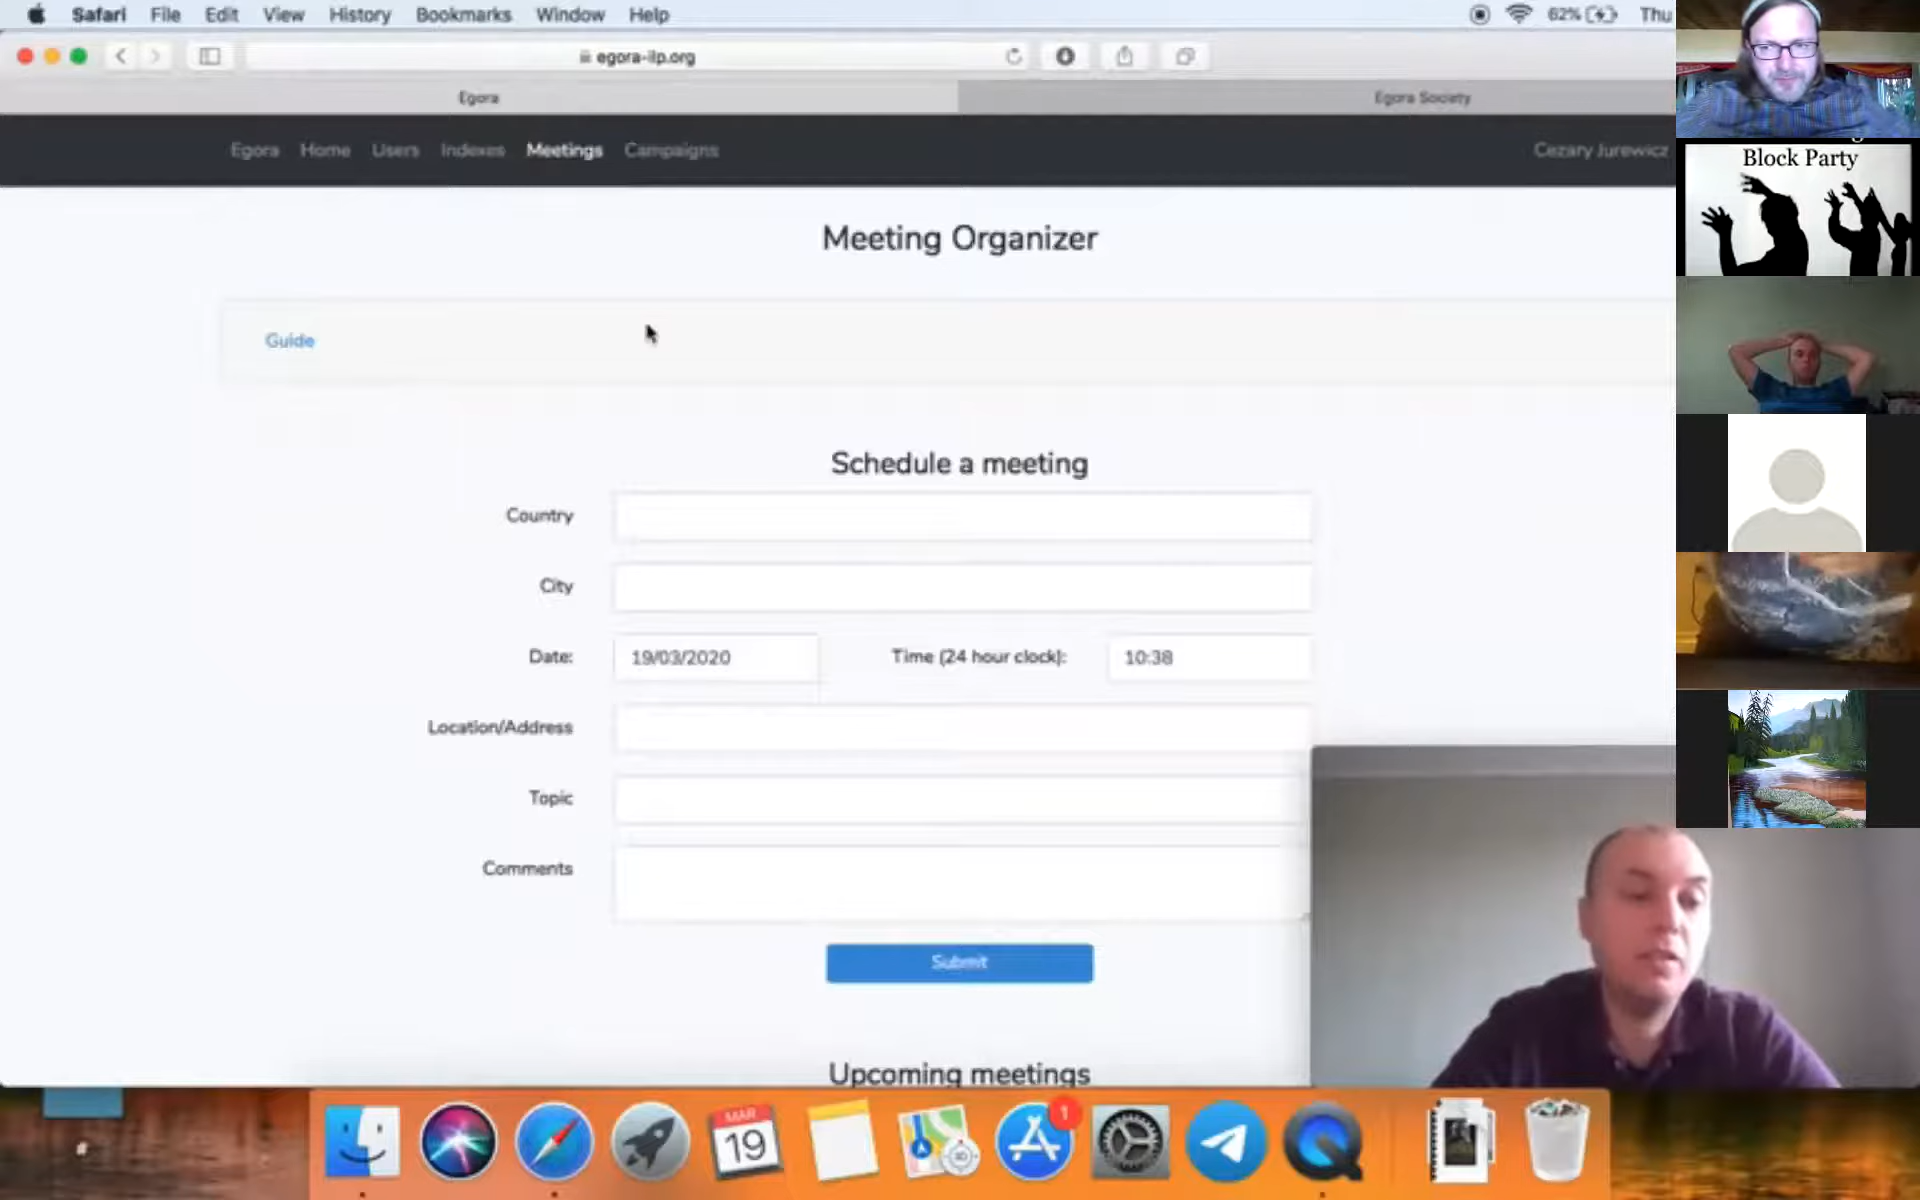 Safari File Edit View History Bookmarks Window Help 62% Thu
egora-ilp.org
Egora Egora Society
Egora Home Users Indexes Meetings Campaigns Cezary Jurewicz
Block Party
Meeting Organizer
Guide
Schedule a meeting
Country
City
Date: 19/03/2020 Time (24 hour clock): 10:38
Location/Address
Topic
Comments
Submit
Upcoming meetings
MAR
19
1